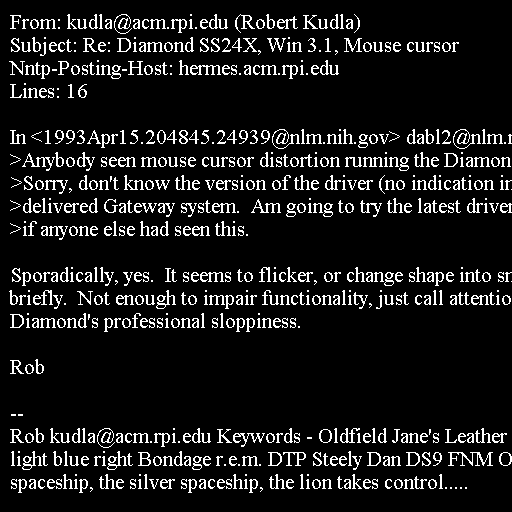 From: kudla@acm.rpi.edu (Robert Kudla)
Subject: Re: Diamond SS24X, Win 3.1, Mouse cursor
Nntp-Posting-Host: hermes.acm.rpi.edu
Lines: 16

In <1993Apr15.204845.24939@nlm.nih.gov> dabl2@nlm.
>Anybody seen mouse cursor distortion running the Diamon
>Sorry, don't know the version of the driver (no indication in
>delivered Gateway system.  Am going to try the latest driver
>if anyone else had seen this.

Sporadically, yes.  It seems to flicker, or change shape into sn
briefly.  Not enough to impair functionality, just call attentio
Diamond's professional sloppiness.

Rob

--
Rob kudla@acm.rpi.edu Keywords - Oldfield Jane's Leather
light blue right Bondage r.e.m. DTP Steely Dan DS9 FNM O
spaceship, the silver spaceship, the lion takes control.....